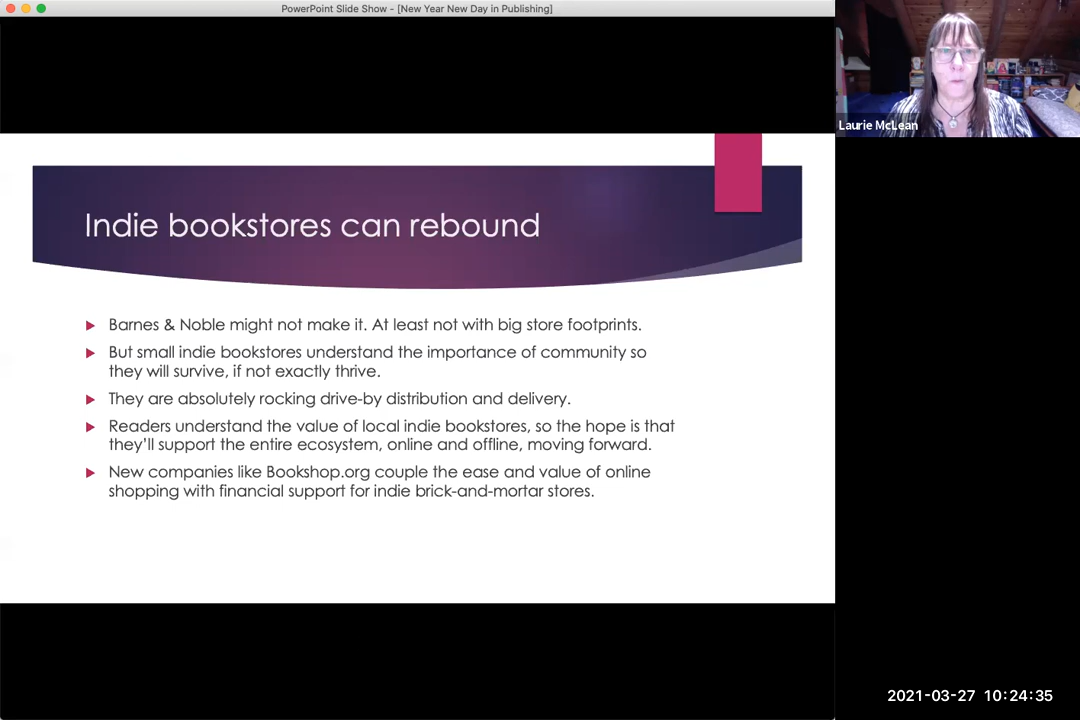 PowerPoint Slide Show - [New Year New Day in Publishing]
Laurie McLean
Indie bookstores can rebound
Barnes & Noble might not make it. At least not with big store footprints.
But small indie bookstores understand the importance of community so
they will survive, if not exactly thrive.
They are absolutely rocking drive-by distribution and delivery.
Readers understand the value of local indie bookstores, so the hope is that
they'll support the entire ecosystem, online and offline, moving forward.
New companies like Bookshop.org couple the ease and value of online
shopping with financial support for indie brick-and-mortar stores.
2021-03-27 10:24:35